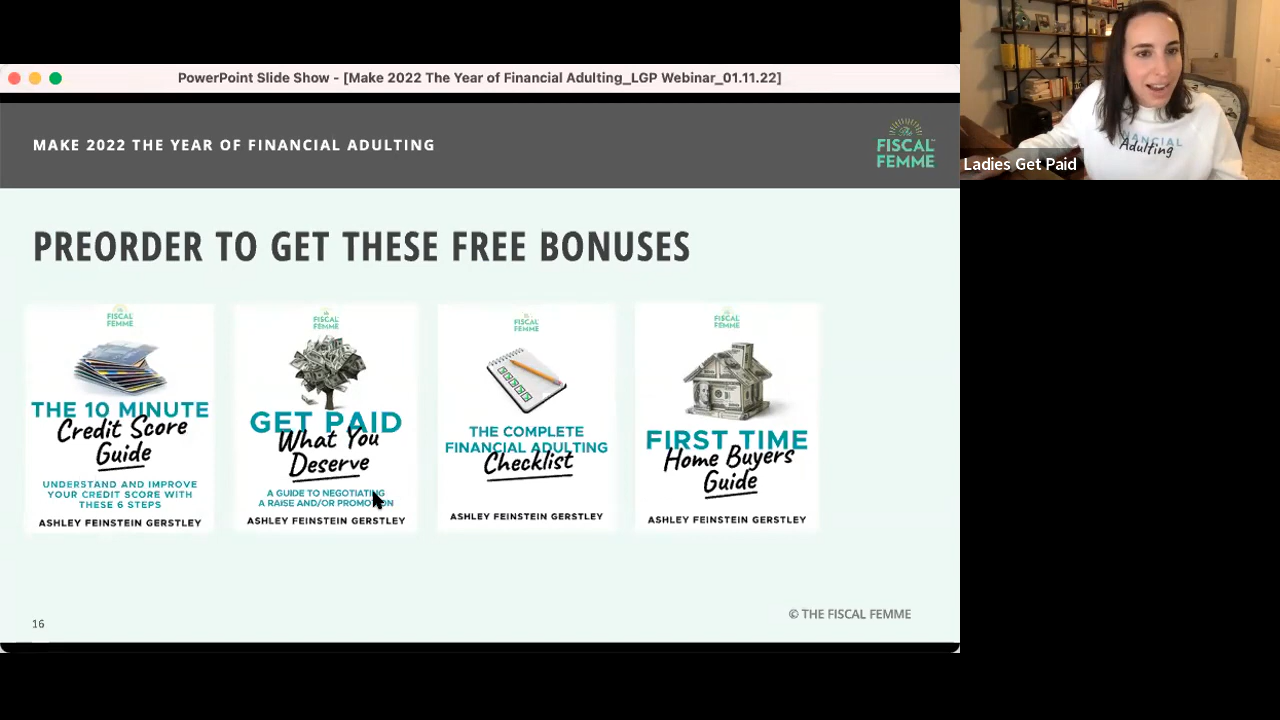 PowerPoint Slide Show - [Make 2022 The Year of Financial Adulting_LGP Webinar_01.11.22]
MAKE 2022 THE YEAR OF FINANCIAL ADULTING
The
FISCAL
FEMME
Adulting
Ladies Get Paid
PREORDER TO GET THESE FREE BONUSES
FISCAL
FEMME
THE 10 MINUTE
Credit Score
Guide
UNDERSTAND AND IMPROVE
YOUR CREDIT SCORE WITH
THESE 6 STEPS
ASHLEY FEINSTEIN GERSTLEY
FISCAL
FEMME
GET PAID
What You
Deserve
A GUIDE TO NEGOTIATING
A RAISE AND/OR PROMOTION
ASHLEY FEINSTEIN GERSTLEY
FISCAL
FEMME
THE COMPLETE
FINANCIAL ADULTING
Checklist
ASHLEY FEINSTEIN GERSTLEY
FISCAL
FEMME
FIRST TIME
Home Buyers
Guide
ASHLEY FEINSTEIN GERSTLEY
16
© THE FISCAL FEMME